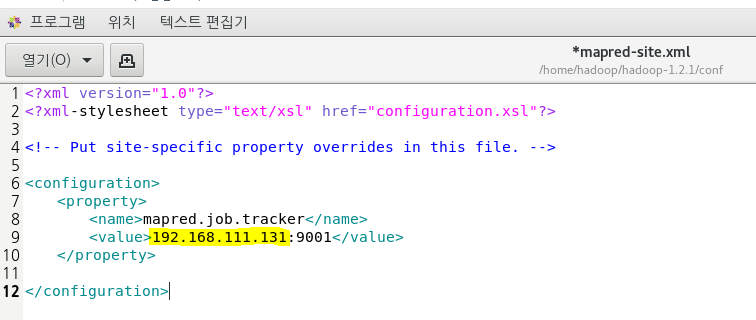 프로그램 위치 텍스트 편집기
열기(O) *mapred-site.xml
/home/hadoop/hadoop-1.2.1/conf
1 <?xml version="1.0"?>
2 <?xml-stylesheet type="text/xsl" href="configuration.xsl"?>
3
4 <!-- Put site-specific property overrides in this file. -->
5
6 <configuration>
7 <property>
8 <name>mapred.job.tracker</name>
9 <value>192.168.111.131:9001</value>
10 </property>
11
12 </configuration>